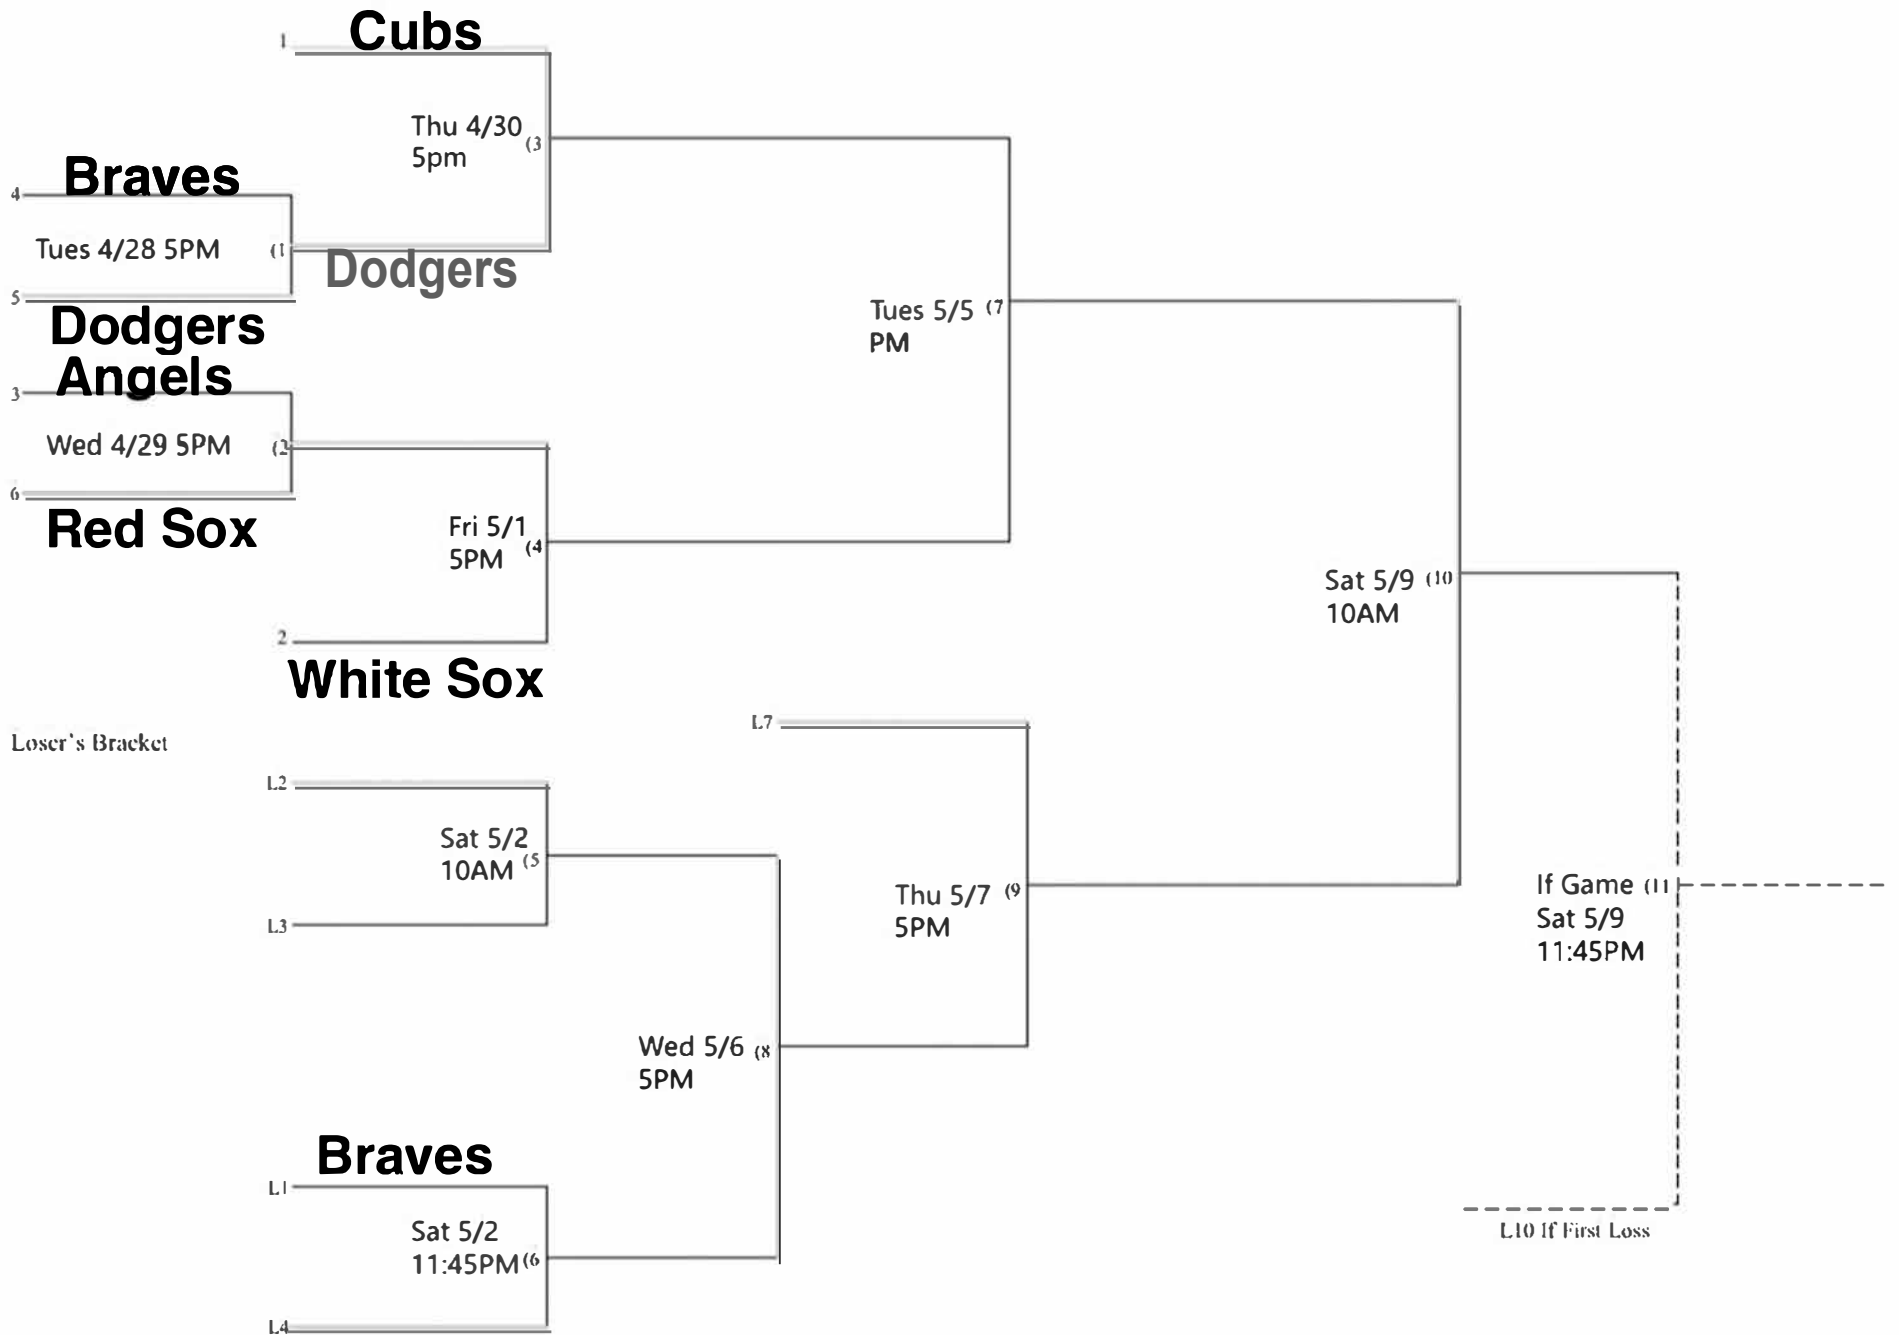 1 Cubs
Thu 4/30 (3
5pm
4 Braves
Tues 4/28 5PM (1
Dodgers
5
Dodgers
Tues 5/5 (7
PM
3 Angels
Wed 4/29 5PM (2
6
Red Sox
Fri 5/1
5PM (4
2
White Sox
Sat 5/9 (10
10AM
Loser's Bracket
L7
L2
Sat 5/2
10AM (5
L3
Thu 5/7 (9
5PM
If Game (11
Sat 5/9
11:45PM
Wed 5/6 (8
5PM
Braves
L1
Sat 5/2
11:45PM (6
L4
L10 If First Loss